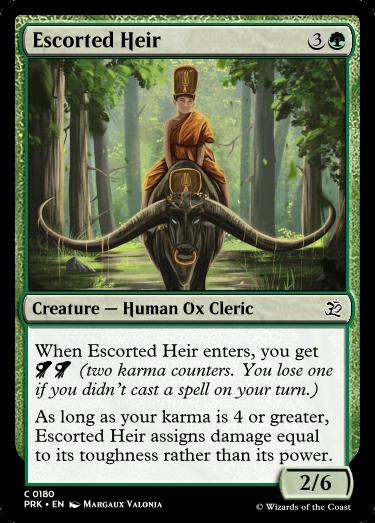 Escorted Heir 3
Creature — Human Ox Cleric
When Escorted Heir enters, you get
(two karma counters. You lose one
if you didn't cast a spell on your turn.)
As long as your karma is 4 or greater,
Escorted Heir assigns damage equal
to its toughness rather than its power.
2/6
C 0180
PRK • EN Margaux Valonia
© Wizards of the Coast